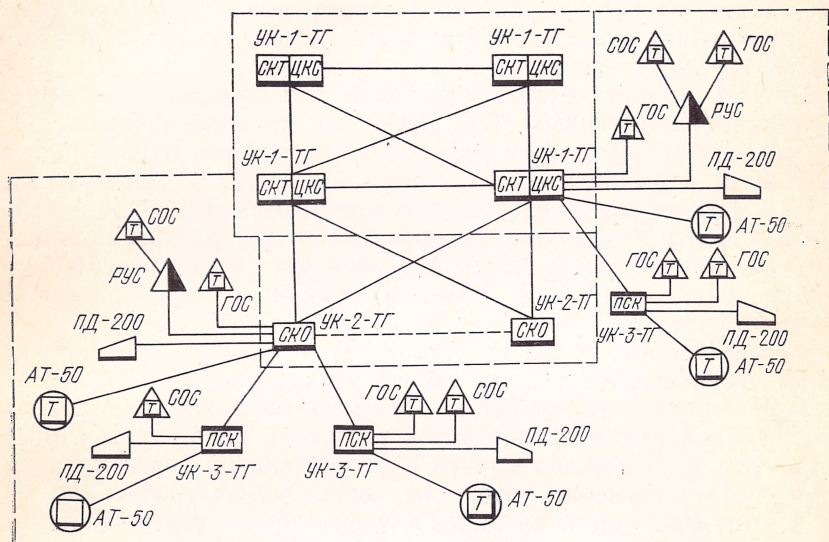 УК-1-ТГ УК-1-ТГ СОС Т ГОС Т
СКТ ЦКС СКТ ЦКС
РУС
ГОС Т
УК-1-ТГ УК-1-ТГ
ПД-200
СКТ ЦКС СКТ ЦКС
Т СОС
Т АТ-50
РУС
ГОС Т Т ГОС
Т ГОС
УК-2-ТГ УК-2-ТГ
ПСК
ПД-200
СКО СКО
УК-3-ТГ ПД-200
АТ-50
Т АТ-50
Т
Т СОС
ГОС Т Т СОС
ПСК ПСК
ПД-200
ПД-200 УК-3-ТГ УК-3-ТГ
АТ-50
Т АТ-50